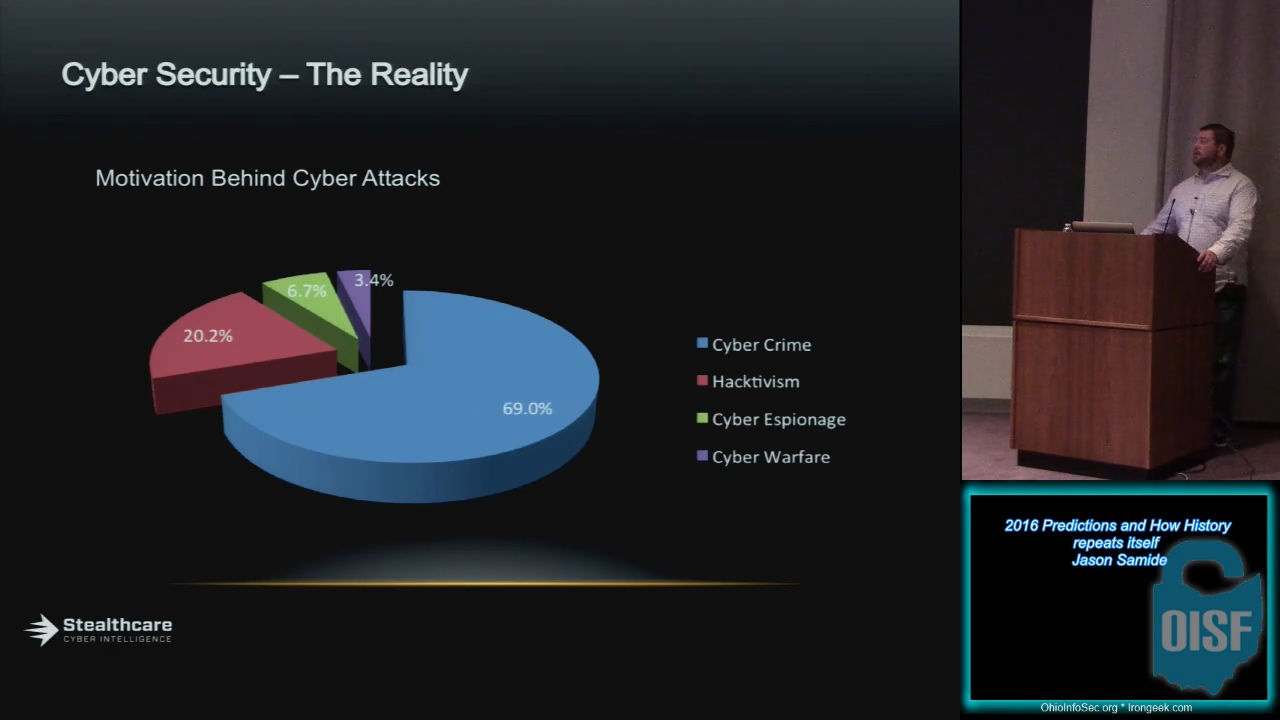 Cyber Security – The Reality
Motivation Behind Cyber Attacks
3.4%
6.7%
20.2%
69.0%
Cyber Crime
Hacktivism
Cyber Espionage
Cyber Warfare
Stealthcare
CYBER INTELLIGENCE
2016 Predictions and How History
repeats itself
Jason Samide
OISF
OhioInfoSec.org * Irongeek.com